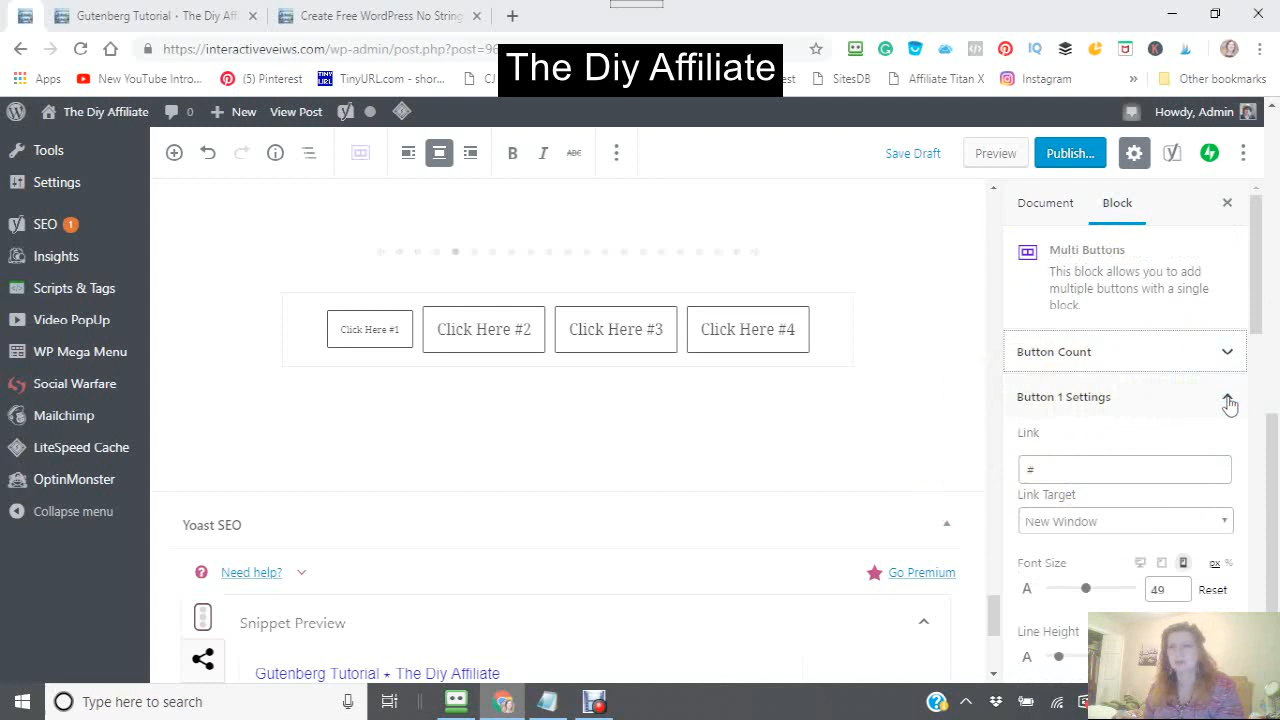 Gutenberg Tutorial - The Diy Aff
Create Free WordPress No String
https://interactiveveiws.com/wp-admin/post.php?post=96
The Diy Affiliate
Apps
New YouTube Intro...
(5) Pinterest
TinyURL.com - shor...
CJ
SitesDB
Affiliate Titan X
Instagram
»
Other bookmarks
The DIY Affiliate
0
New
View Post
Howdy, Admin
Tools
Settings
SEO 1
Insights
Scripts & Tags
Video PopUp
WP Mega Menu
Social Warfare
Mailchimp
LiteSpeed Cache
OptinMonster
Collapse menu
B
I
ABC
Save Draft
Preview
Publish...
Document
Block
Multi Buttons
This block allows you to add
multiple buttons with a single
block.
Button Count
Button 1 Settings
Link
#
Link Target
New Window
Font Size
px %
A
49
Reset
Line Height
A
Click Here #1
Click Here #2
Click Here #3
Click Here #4
Yoast SEO
Need help?
Go Premium
Snippet Preview
Gutenberg Tutorial ⋆ The Diy Affiliate
Type here to search